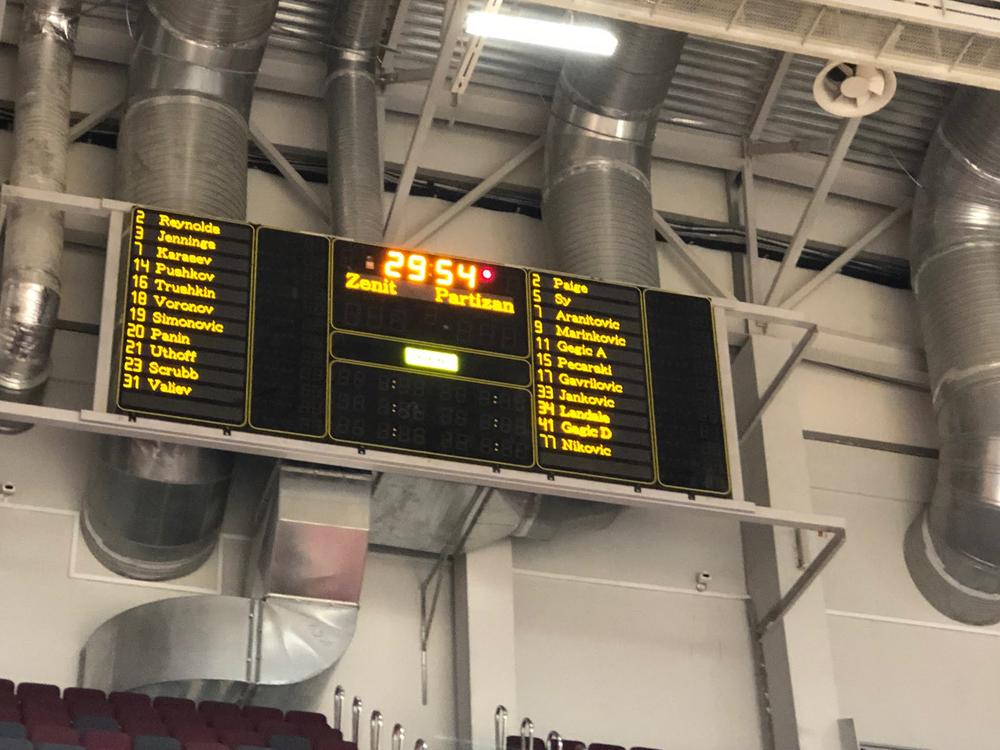 2 Reynolds
3 Jennings
7 Karasev
14 Pushkov
16 Trushkin
18 Voronov
19 Simonovic
20 Panin
21 Uthoff
23 Scrubb
31 Valiev
29:54
Zenit Partizan
2 Paige
5 Sy
7 Aranitovic
9 Marinkovic
11 Gegic A
15 Pecarski
17 Gavrilovic
33 Jankovic
34 Landale
41 Gagic D
77 Nikovic